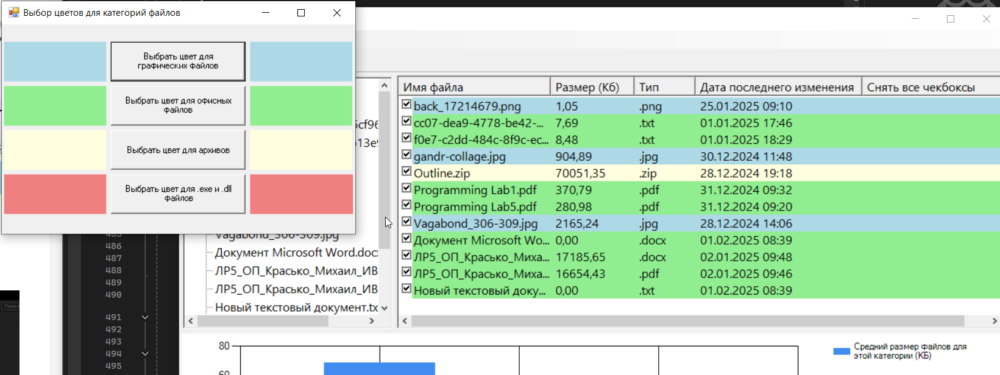 Выбор цветов для категорий файлов
Выбрать цвет для
графических файлов
Выбрать цвет для офисных
файлов
Выбрать цвет для архивов
Выбрать цвет для .exe и .dll
файлов
Имя файла Размер (Кб) Тип Дата последнего изменения Снять все чекбоксы
back_17214679.png 1,05 .png 25.01.2025 09:10
cc07-dea9-4778-be42-... 7,69 .txt 01.01.2025 17:46
f0e7-c2dd-484c-8f9c-ec... 8,48 .txt 01.01.2025 18:29
gandr-collage.jpg 904,89 .jpg 30.12.2024 11:48
Outline.zip 70051,35 .zip 28.12.2024 19:18
Programming Lab1.pdf 370,79 .pdf 31.12.2024 09:32
Programming Lab5.pdf 280,98 .pdf 31.12.2024 09:20
Vagabond_306-309.jpg 2165,24 .jpg 28.12.2024 14:06
Документ Microsoft Wo... 0,00 .docx 01.02.2025 08:39
ЛР5_ОП_Красько_Миха... 17185,65 .docx 02.01.2025 09:48
ЛР5_ОП_Красько_Миха... 16654,43 .pdf 02.01.2025 09:46
Новый текстовый доку... 0,00 .txt 01.02.2025 08:39
5cf96
13e9
Vagabond_306-309.jpg
Документ Microsoft Word.doc
ЛР5_ОП_Красько_Михаил_ИВ
ЛР5_ОП_Красько_Михаил_ИВ
Новый текстовый документ.tx
485
486
487
488
489
490
491
492
493
494
495
Поиск
80
60
Средний размер файлов для
этой категории (КБ)